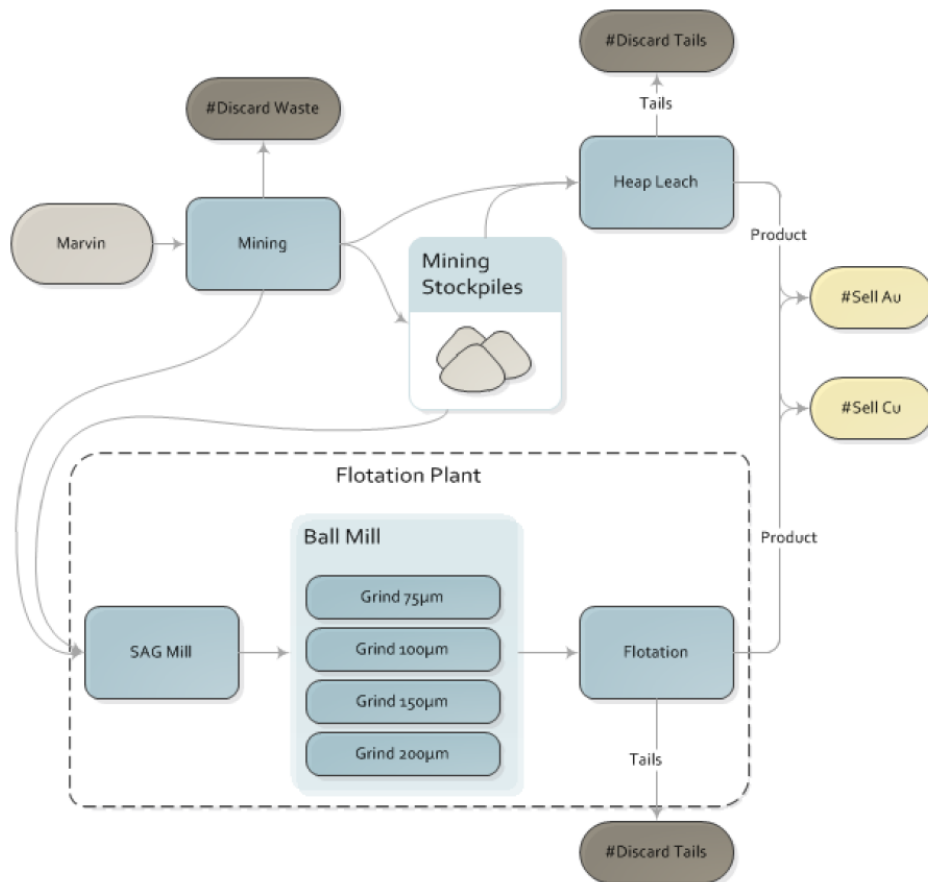 #Discard Tails
Tails
#Discard Waste
Heap Leach
Marvin
Mining
Product
Mining
Stockpiles
#Sell Au
#Sell Cu
Flotation Plant
Ball Mill
Product
Grind 75µm
Grind 100µm
SAG Mill
Flotation
Grind 150µm
Grind 200µm
Tails
#Discard Tails